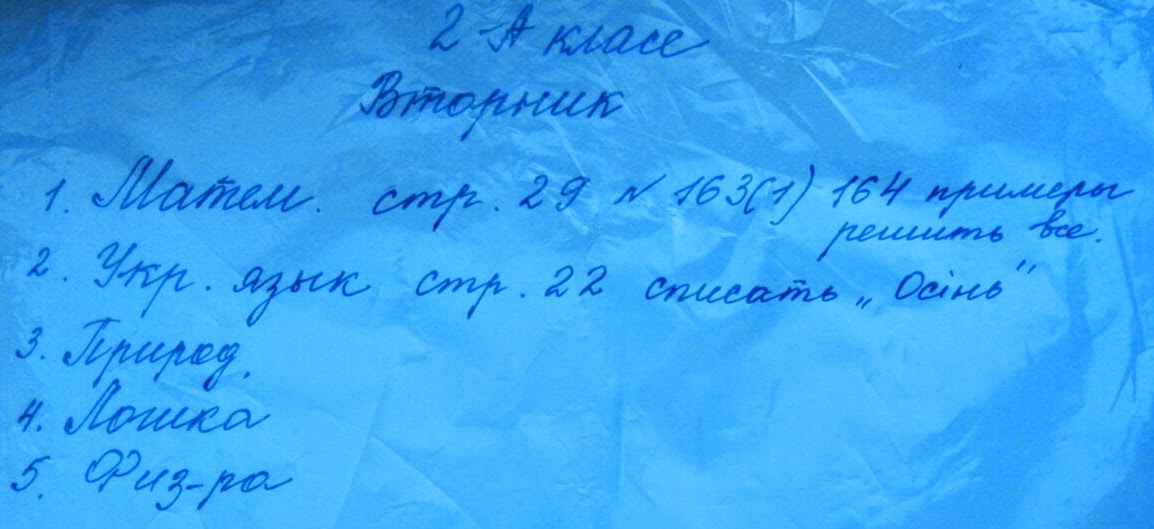 2 А класс
Вторник
1. Матем. стр. 29 № 163(1) 164 примеры
решить все.
2. Укр. язык стр. 22 списать „Осінь"
3. Природ.
4. Логика
5. Физ-ра